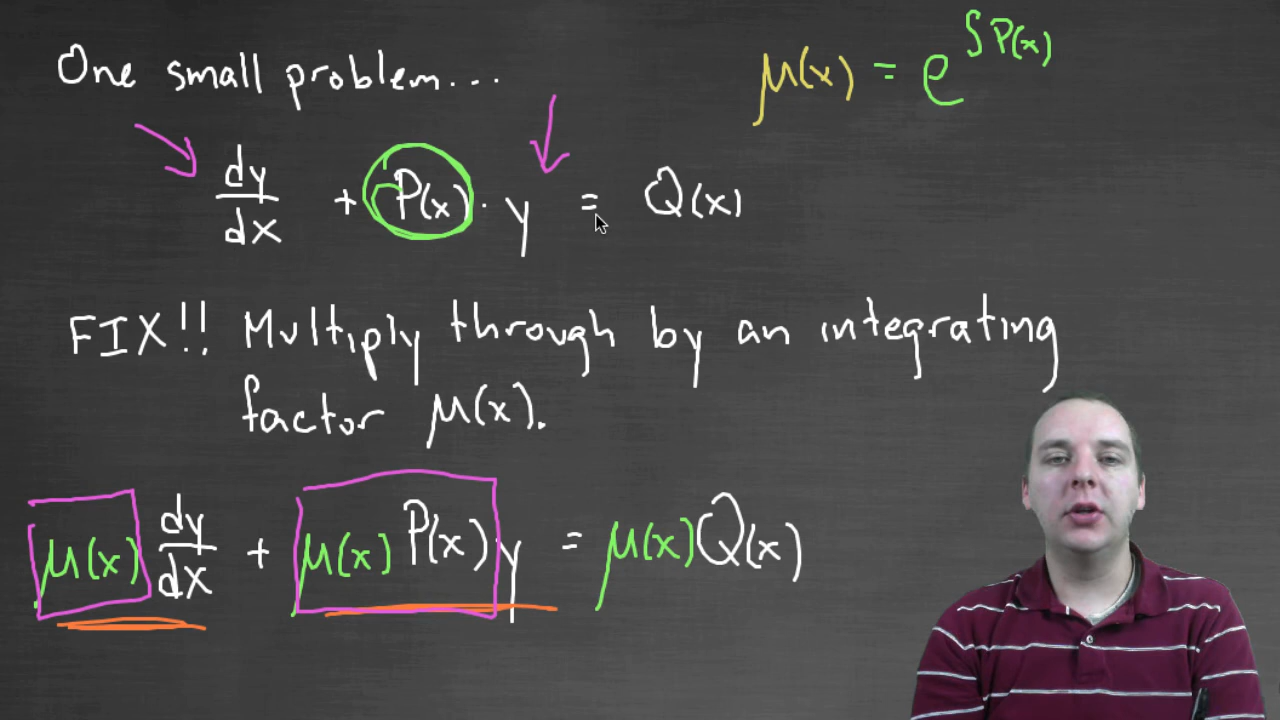 One small problem...
μ(x) = e^∫P(x)
dy/dx + P(x) · y = Q(x)
FIX!! Multiply through by an integrating
factor μ(x).
μ(x) dy/dx + μ(x) P(x) y = μ(x) Q(x)